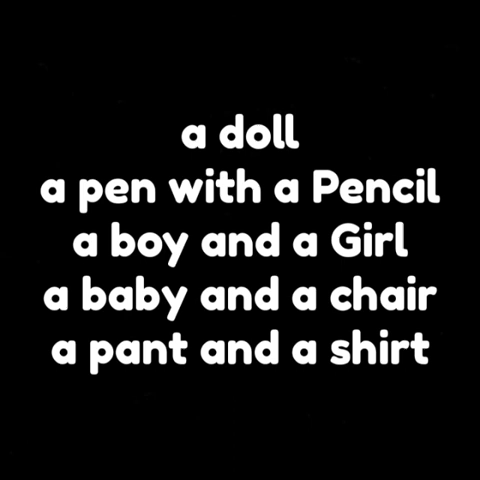 a doll
a pen with a Pencil
a boy and a Girl
a baby and a chair
a pant and a shirt